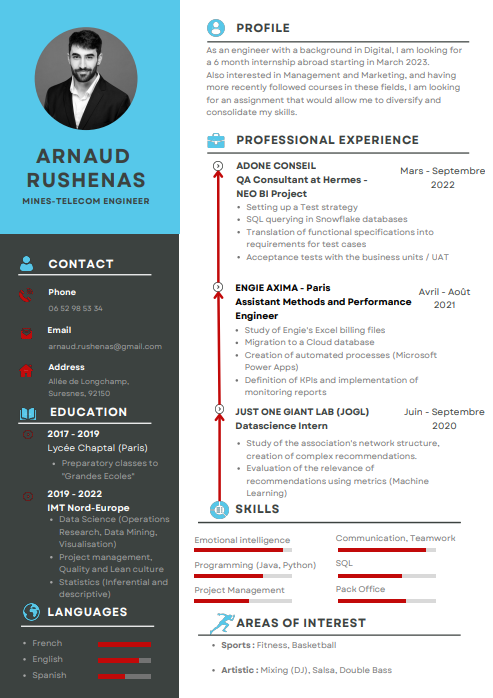 ARNAUD
RUSHENAS
MINES-TELECOM ENGINEER
CONTACT
Phone
06 52 98 53 34
Email
arnaud.rushenas@gmail.com
Address
Allée de Longchamp,
Suresnes, 92150
EDUCATION
2017 - 2019
Lycée Chaptal (Paris)
• Preparatory classes to
"Grandes Ecoles"
2019 - 2022
IMT Nord-Europe
• Data Science (Operations
Research, Data Mining,
Visualisation)
• Project management,
Quality and Lean culture
• Statistics (Inferential and
descriptive)
LANGUAGES
• French
• English
• Spanish
PROFILE
As an engineer with a background in Digital, I am looking for
a 6 month internship abroad starting in March 2023.
Also interested in Management and Marketing, and having
more recently followed courses in these fields, I am looking
for an assignment that would allow me to diversify and
consolidate my skills.
PROFESSIONAL EXPERIENCE
ADONE CONSEIL
QA Consultant at Hermes -
NEO BI Project
Mars - Septembre
2022
• Setting up a Test strategy
• SQL querying in Snowflake databases
• Translation of functional specifications into
requirements for test cases
• Acceptance tests with the business units / UAT
ENGIE AXIMA - Paris
Assistant Methods and Performance
Engineer
Avril - Août
2021
• Study of Engie's Excel billing files
• Migration to a Cloud database
• Creation of automated processes (Microsoft
Power Apps)
• Definition of KPIs and implementation of
monitoring reports
JUST ONE GIANT LAB (JOGL)
Datascience Intern
Juin - Septembre
2020
• Study of the association's network structure,
creation of complex recommendations.
• Evaluation of the relevance of
recommendations using metrics (Machine
Learning)
SKILLS
Emotional intelligence
Communication, Teamwork
Programming (Java, Python)
SQL
Project Management
Pack Office
AREAS OF INTEREST
• Sports : Fitness, Basketball
• Artistic : Mixing (DJ), Salsa, Double Bass